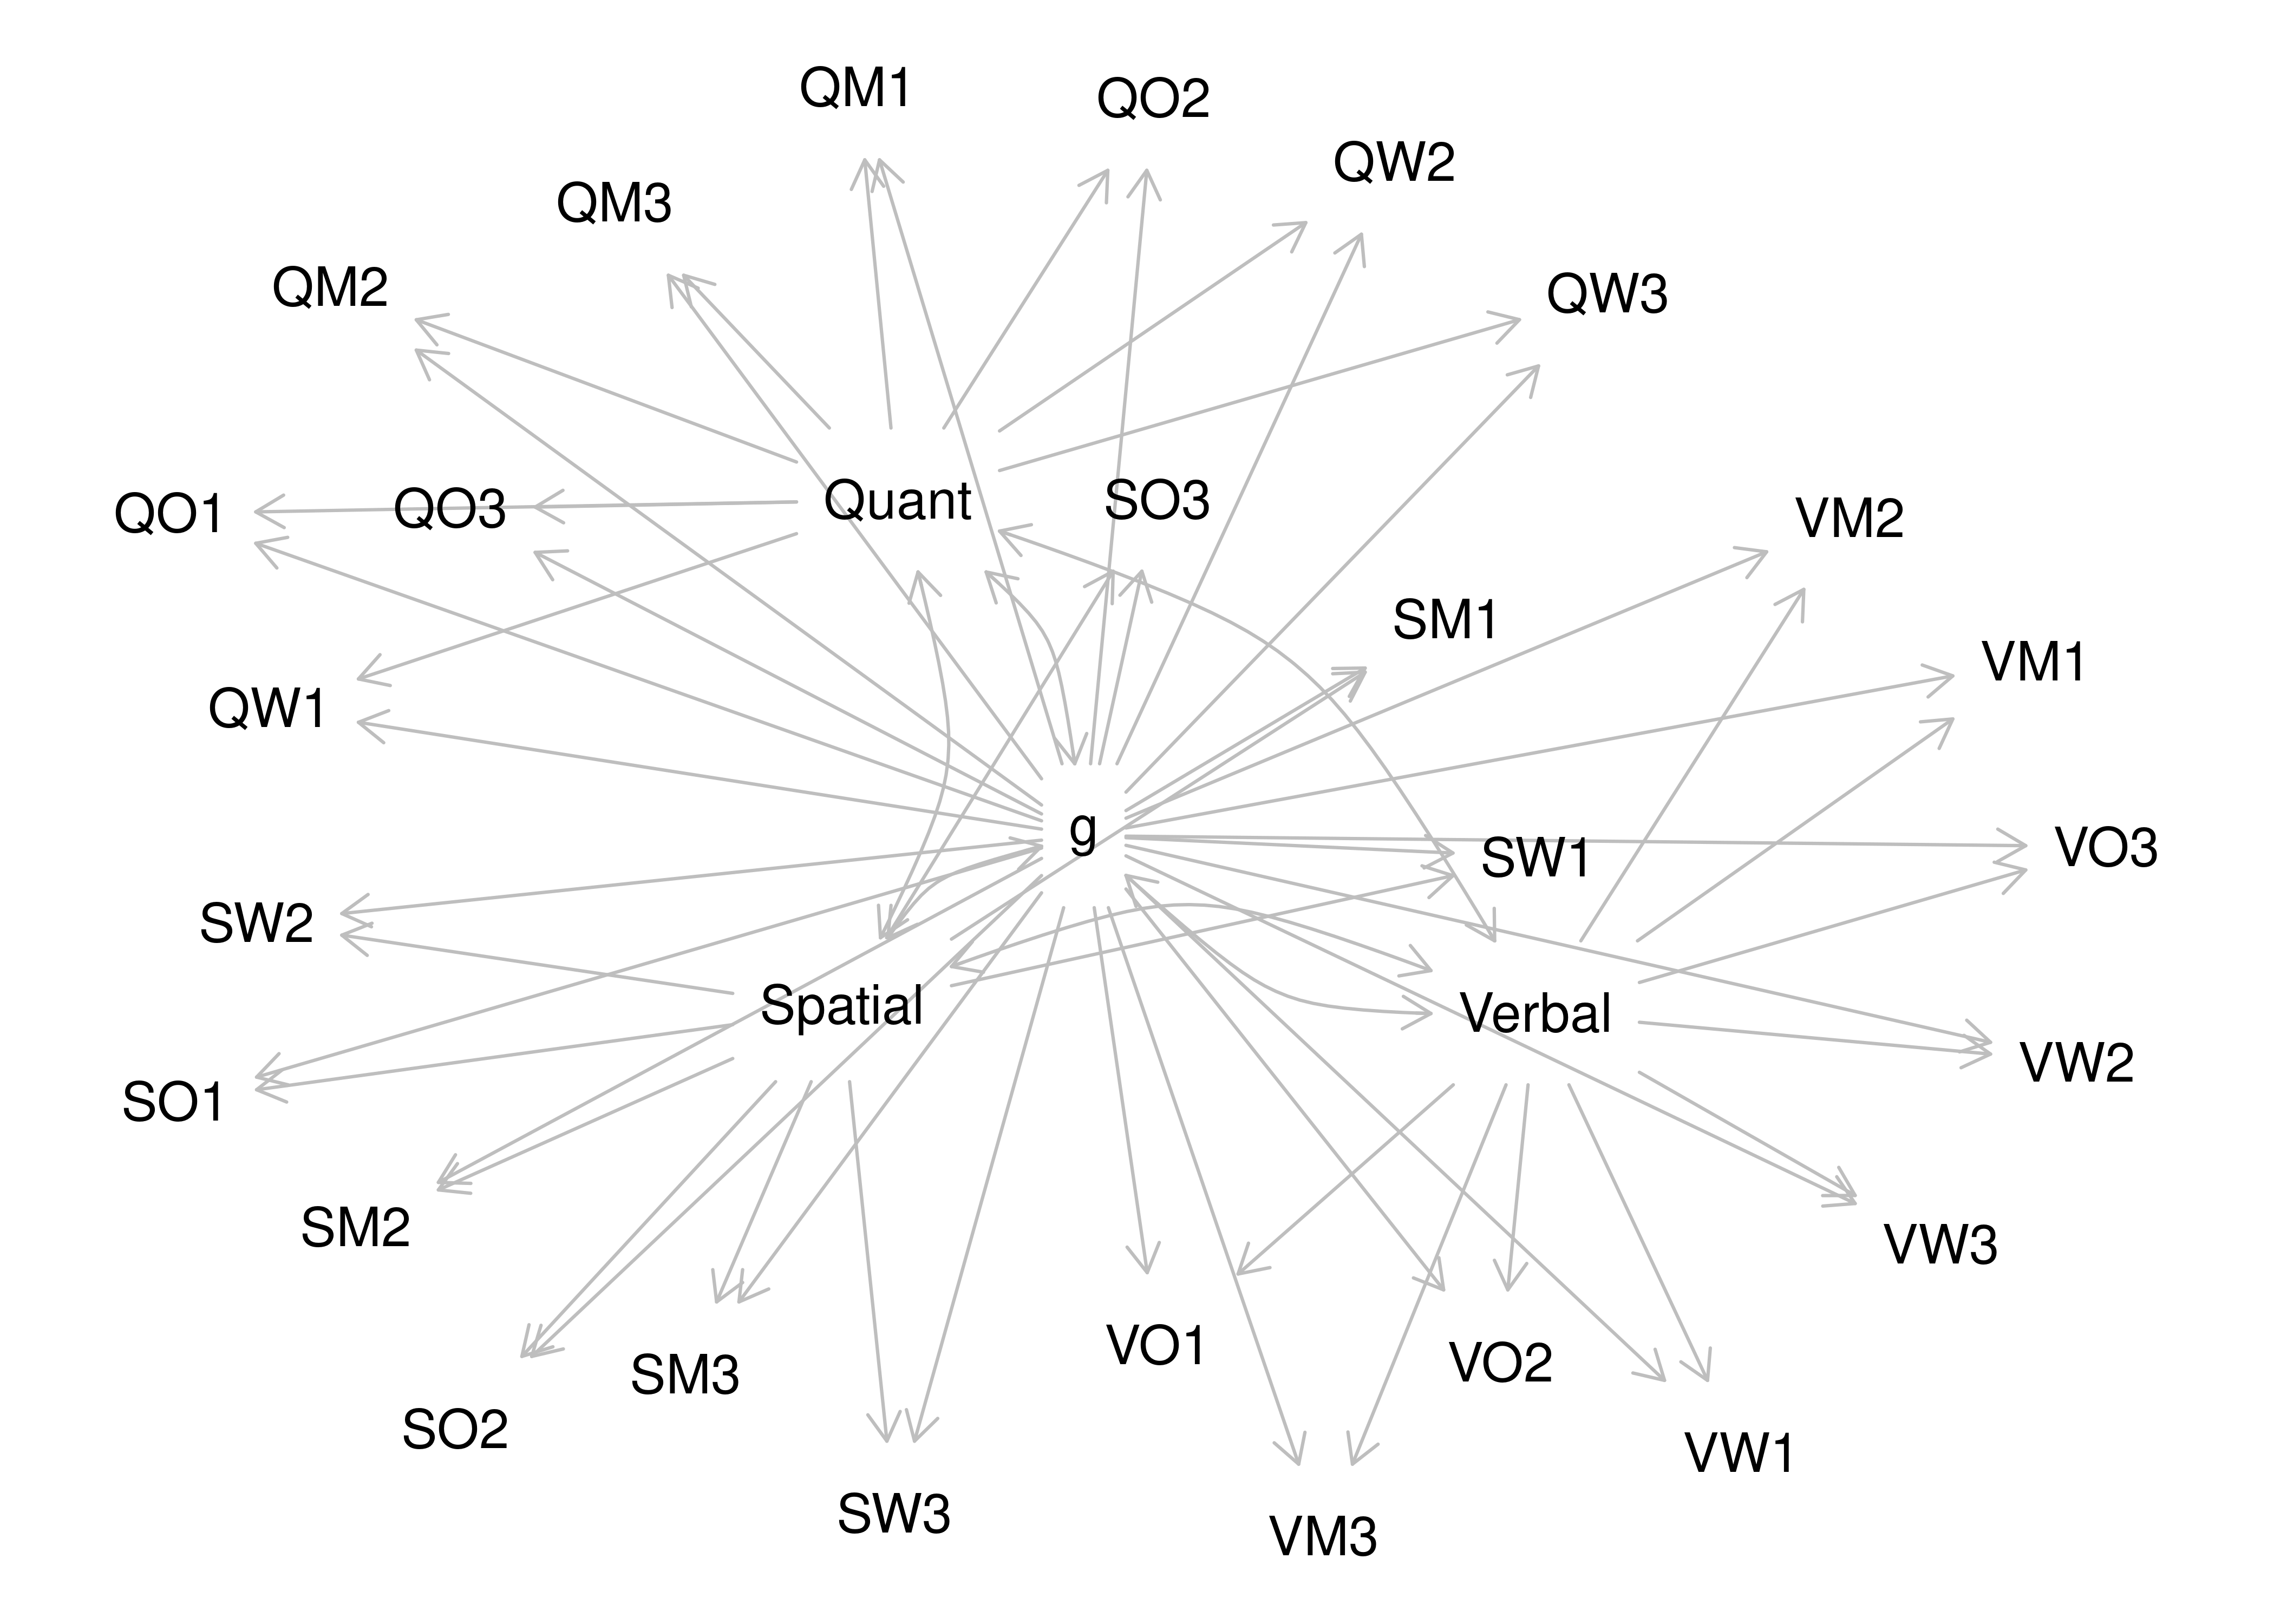 QM1
QO2
QW2
QM3
QM2
QW3
QO1
QO3
Quant
SO3
VM2
SM1
VM1
QW1
g
SW1
VO3
SW2
Spatial
Verbal
VW2
SO1
SM2
VW3
VO1
VO2
SM3
SO2
VW1
SW3
VM3